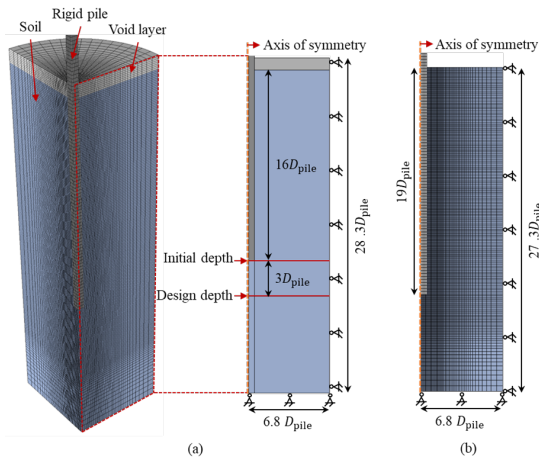 Rigid pile
Soil
Void layer
Axis of symmetry
16Dpile
28 .3Dpile
Initial depth
3Dpile
Design depth
6.8 Dpile
(a)
Axis of symmetry
19Dpile
27.3Dpile
6.8 Dpile
(b)